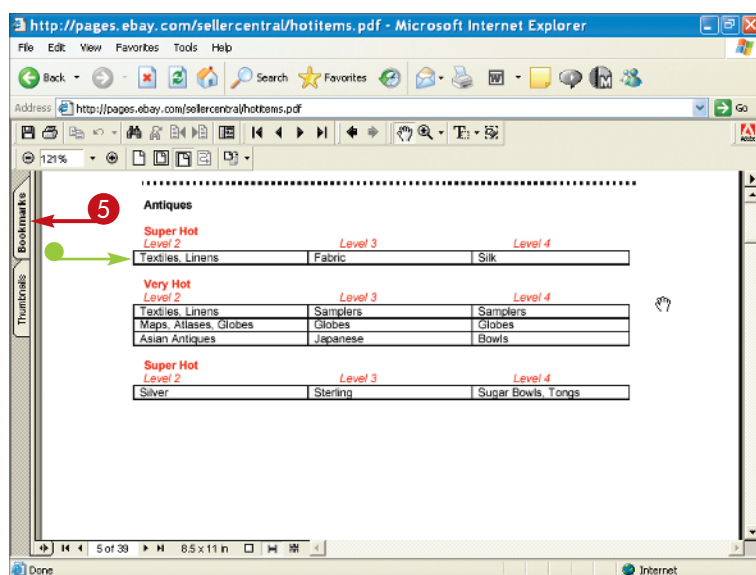 http://pages.ebay.com/sellercentral/hotitems.pdf - Microsoft Internet Explorer
File Edit View Favorites Tools Help
Back Search Favorites
Address http://pages.ebay.com/sellercentral/hotitems.pdf Go
121%
Bookmarks
Thumbnails
5
Antiques
Super Hot
Level 2 Level 3 Level 4
Textiles, Linens Fabric Silk
Very Hot
Level 2 Level 3 Level 4
Textiles, Linens Samplers Samplers
Maps, Atlases, Globes Globes Globes
Asian Antiques Japanese Bowls
Super Hot
Level 2 Level 3 Level 4
Silver Sterling Sugar Bowls, Tongs
5 of 39 8.5 x 11 in
Done Internet